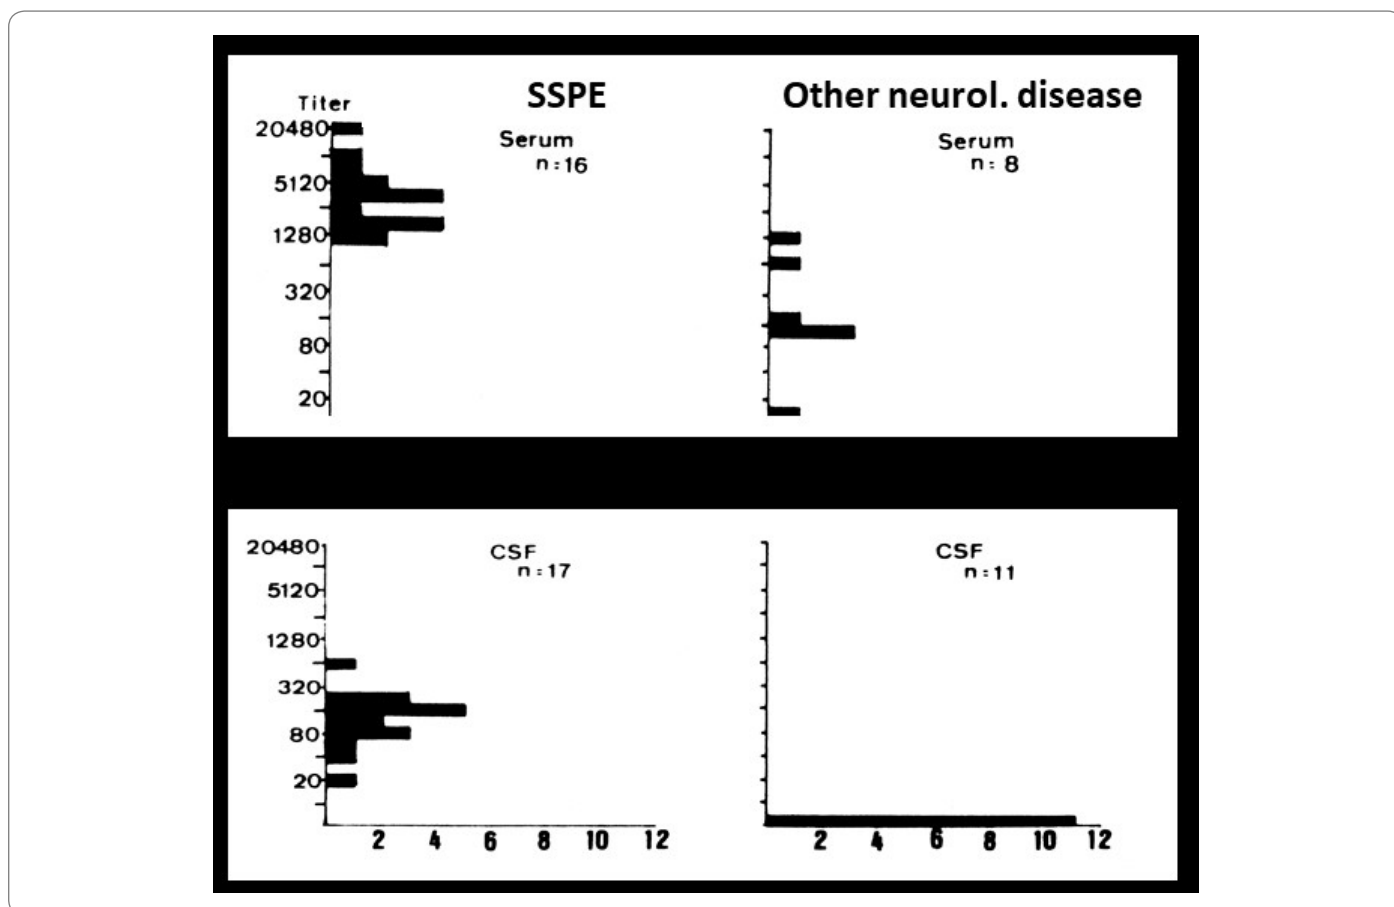 SSPE
Other neurol. disease
Titer
Serum
n=16
20480
5120
1280
320
80
20
Serum
n=8
CSF
n=17
20480
5120
1280
320
80
20
2 4 6 8 10 12
CSF
n=11
2 4 6 8 10 12